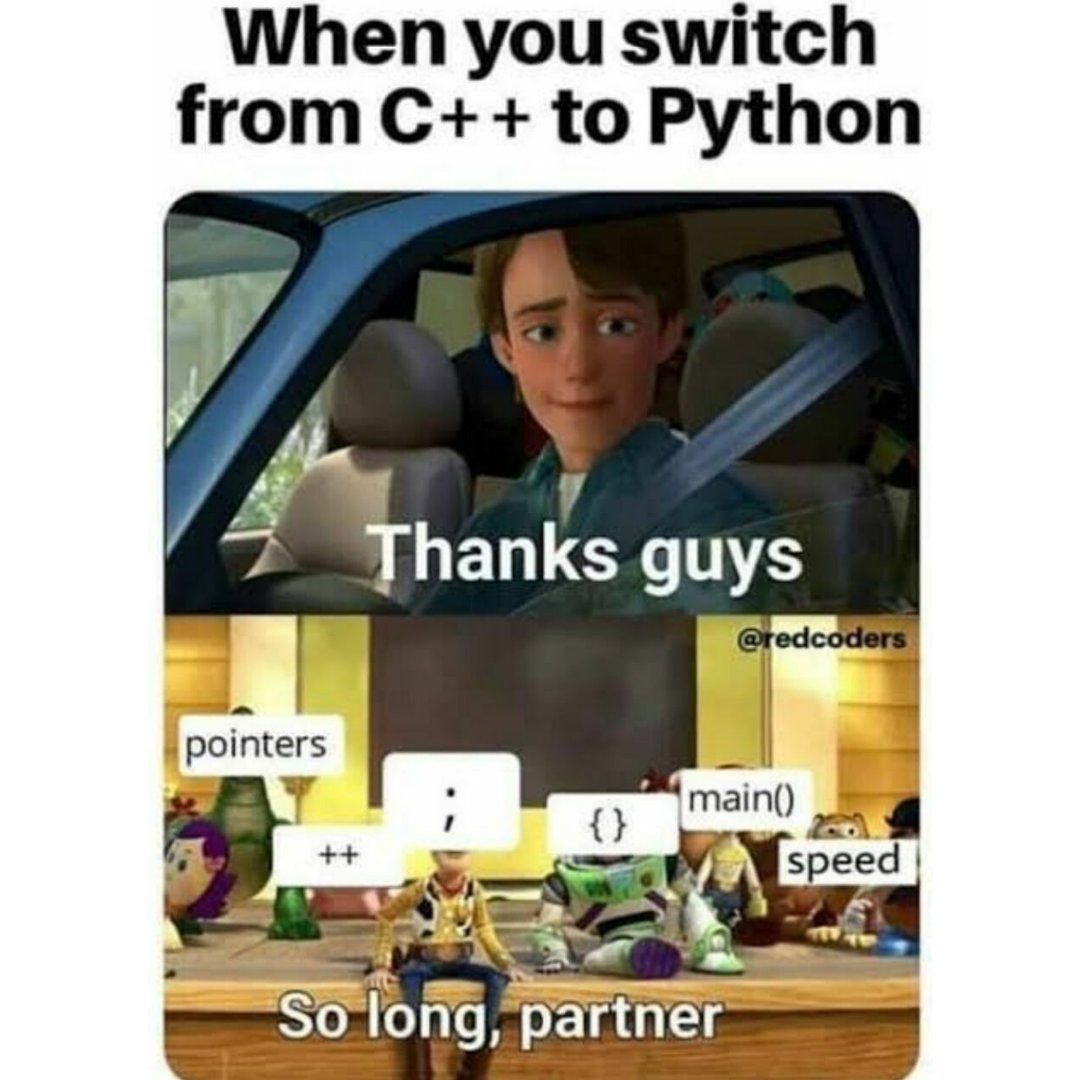 When you switch
from C++ to Python
Thanks guys
@redcoders
pointers
;
++
{}
main()
speed
So long, partner